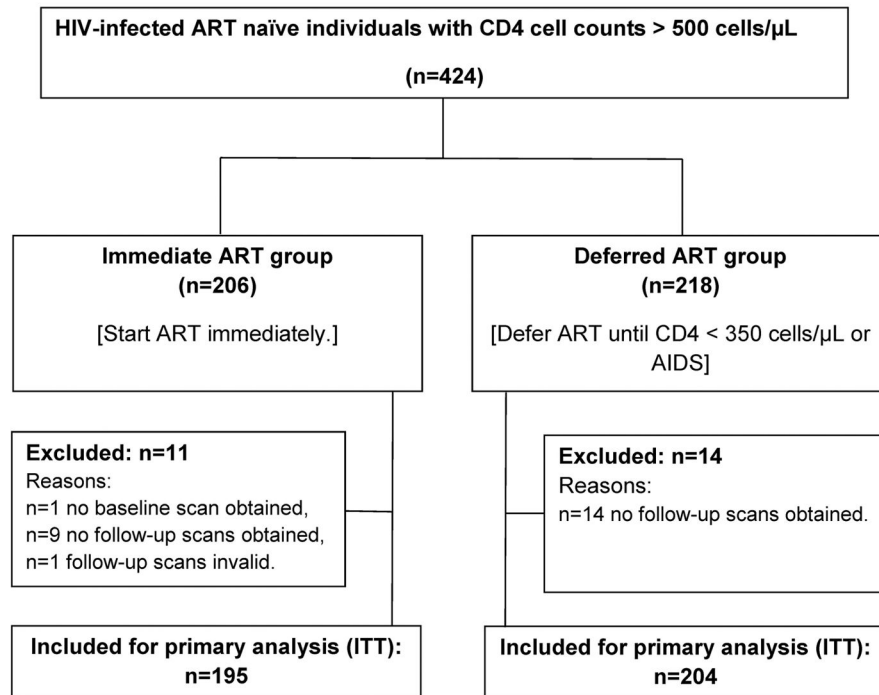 HIV-infected ART naïve individuals with CD4 cell counts > 500 cells/µL
(n=424)
Immediate ART group
(n=206)
[Start ART immediately.]
Deferred ART group
(n=218)
[Defer ART until CD4 < 350 cells/µL or
AIDS]
Excluded: n=11
Reasons:
n=1 no baseline scan obtained,
n=9 no follow-up scans obtained,
n=1 follow-up scans invalid.
Excluded: n=14
Reasons:
n=14 no follow-up scans obtained.
Included for primary analysis (ITT):
n=195
Included for primary analysis (ITT):
n=204